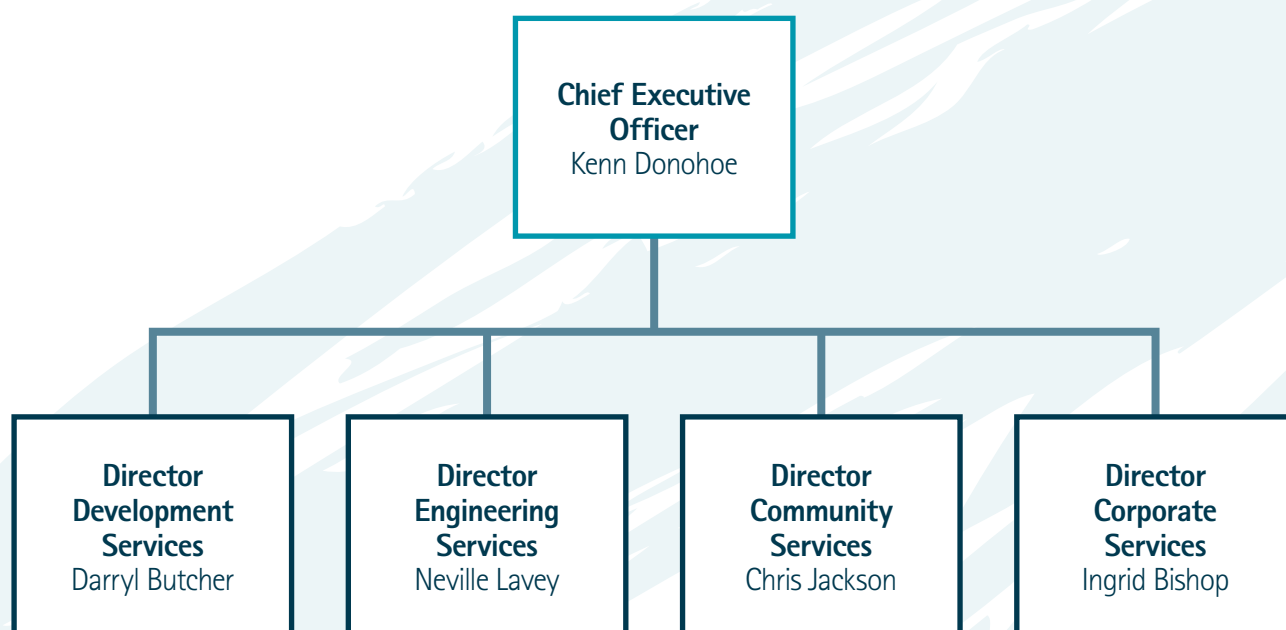 Chief Executive
Officer
Kenn Donohoe
Director
Development
Services
Darryl Butcher
Director
Engineering
Services
Neville Lavey
Director
Community
Services
Chris Jackson
Director
Corporate
Services
Ingrid Bishop